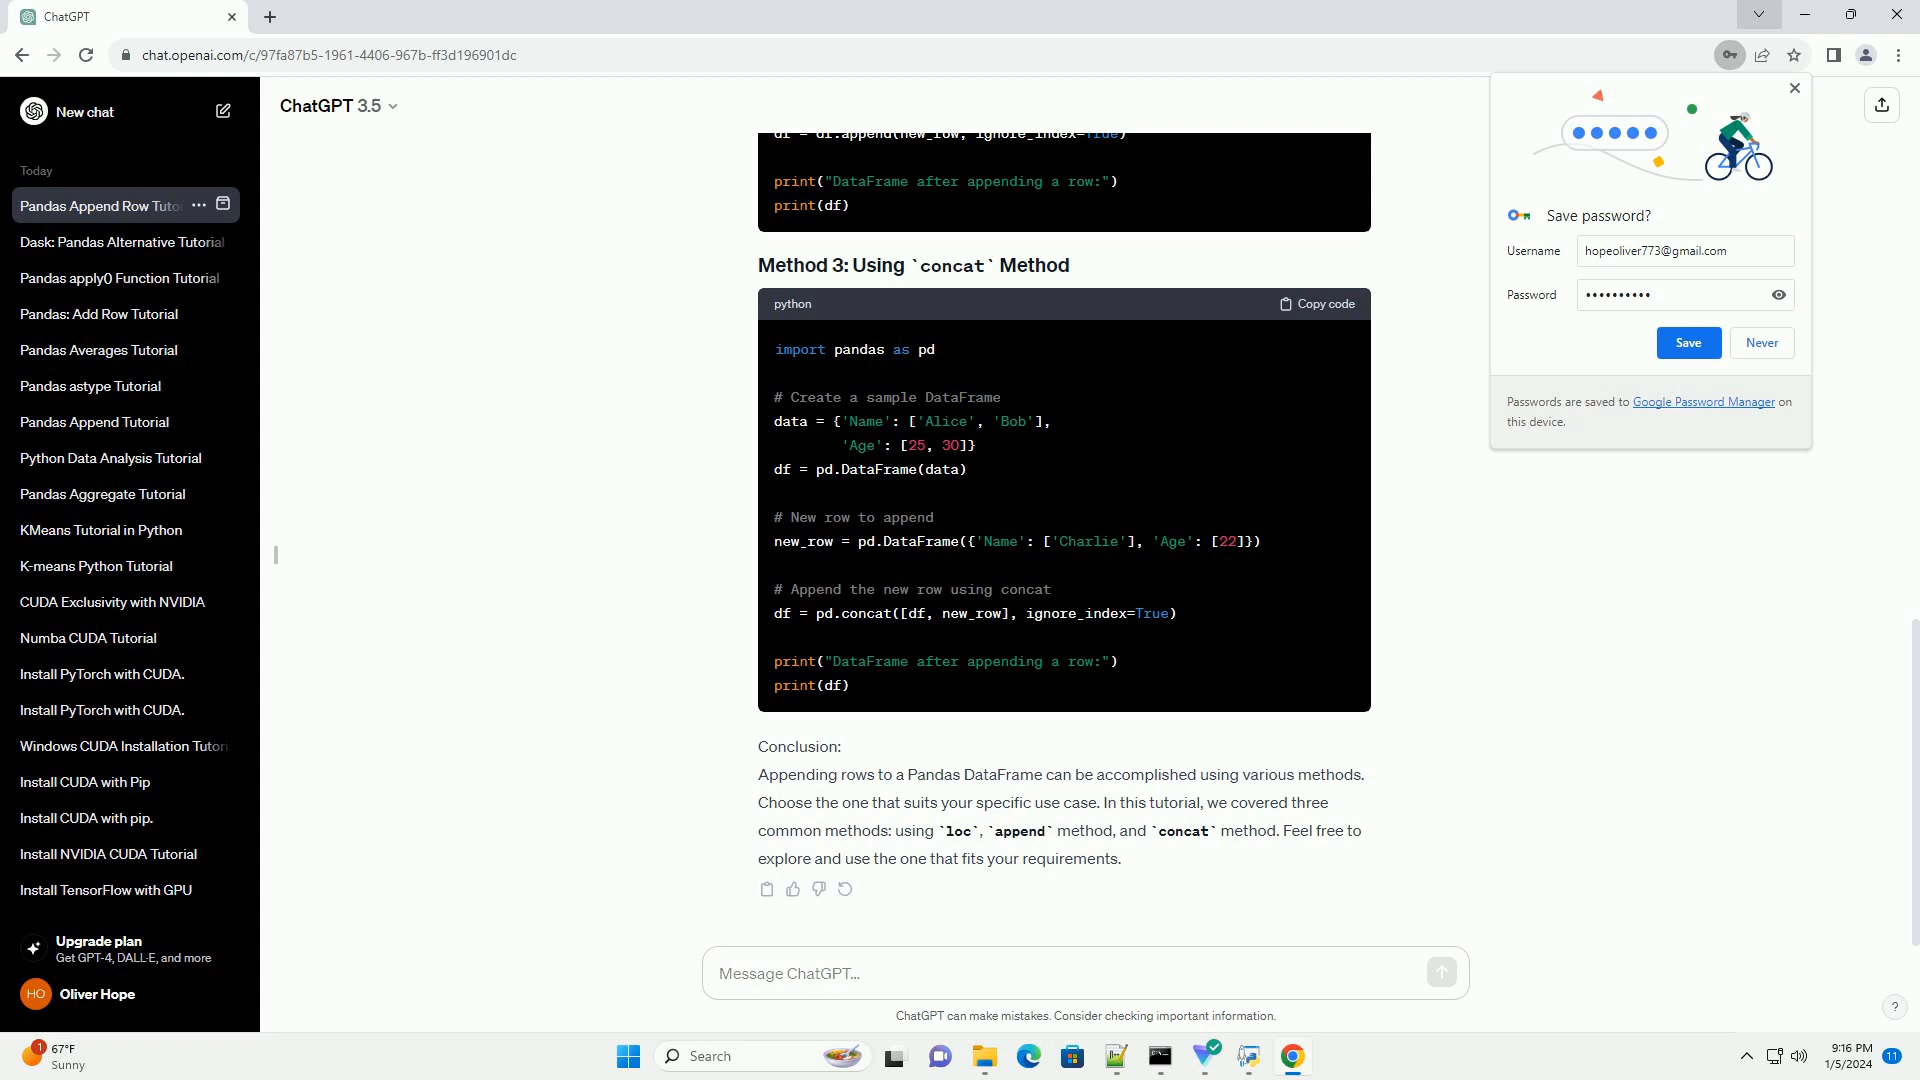 ChatGPT
chat.openai.com/c/97fa87b5-1961-4406-967b-ff3d196901dc
New chat
Today
Pandas Append Row Tuto
Dask: Pandas Alternative Tutorial
Pandas apply() Function Tutorial
Pandas: Add Row Tutorial
Pandas Averages Tutorial
Pandas astype Tutorial
Pandas Append Tutorial
Python Data Analysis Tutorial
Pandas Aggregate Tutorial
KMeans Tutorial in Python
K-means Python Tutorial
CUDA Exclusivity with NVIDIA
Numba CUDA Tutorial
Install PyTorch with CUDA.
Install PyTorch with CUDA.
Windows CUDA Installation Tutori
Install CUDA with Pip
Install CUDA with pip.
Install NVIDIA CUDA Tutorial
Install TensorFlow with GPU
Upgrade plan
Get GPT-4, DALL·E, and more
HO
Oliver Hope
ChatGPT 3.5
df = df.append(new_row, ignore_index=True)
print("DataFrame after appending a row:")
print(df)
Method 3: Using `concat` Method
python
Copy code
import pandas as pd
# Create a sample DataFrame
data = {'Name': ['Alice', 'Bob'],
'Age': [25, 30]}
df = pd.DataFrame(data)
# New row to append
new_row = pd.DataFrame({'Name': ['Charlie'], 'Age': [22]})
# Append the new row using concat
df = pd.concat([df, new_row], ignore_index=True)
print("DataFrame after appending a row:")
print(df)
Conclusion:
Appending rows to a Pandas DataFrame can be accomplished using various methods.
Choose the one that suits your specific use case. In this tutorial, we covered three
common methods: using `loc`, `append` method, and `concat` method. Feel free to
explore and use the one that fits your requirements.
Message ChatGPT...
ChatGPT can make mistakes. Consider checking important information.
?
Save password?
Username
hopeoliver773@gmail.com
Password
••••••••••
Save
Never
Passwords are saved to Google Password Manager on
this device.
1
67°F
Sunny
Search
9:16 PM
1/5/2024
11